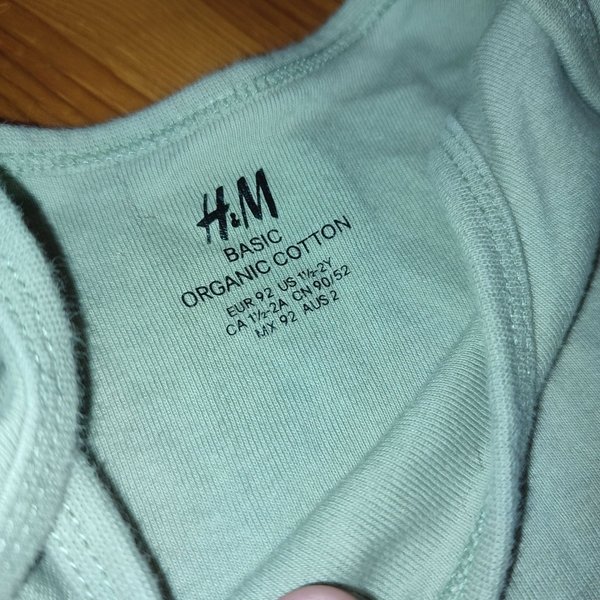 H&M
BASIC
ORGANIC COTTON
EUR 92 US 1½-2Y
CA 1½-2A CN 90/52
MX 92 AUS 2